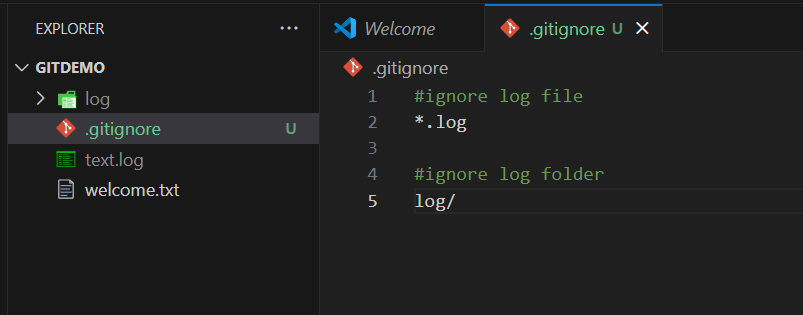 EXPLORER ...
GITDEMO
log
.gitignore U
text.log
welcome.txt
Welcome .gitignore U
.gitignore
1 #ignore log file
2 *.log
3
4 #ignore log folder
5 log/